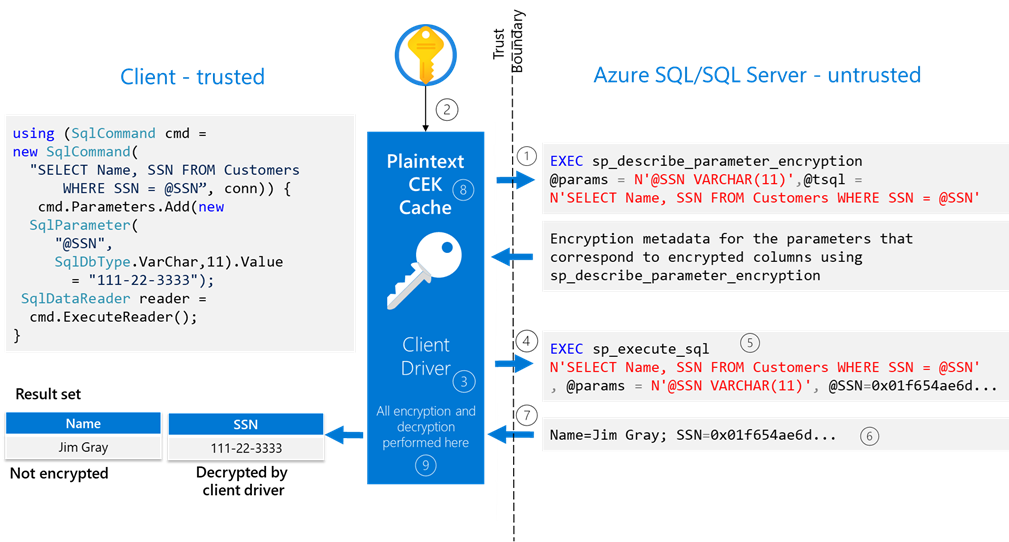 Client - trusted
using (SqlCommand cmd =
new SqlCommand(
"SELECT Name, SSN FROM Customers
WHERE SSN = @SSN”, conn)) {
cmd.Parameters.Add(new
SqlParameter(
"@SSN",
SqlDbType.VarChar,11).Value
= "111-22-3333");
SqlDataReader reader =
cmd.ExecuteReader();
}
Result set
Name
Jim Gray
Not encrypted
SSN
111-22-3333
Decrypted by
client driver
2
Plaintext
CEK
Cache
8
Client
Driver
3
All encryption and
decryption
performed here
9
Trust
Boundary
Azure SQL/SQL Server - untrusted
1
EXEC sp_describe_parameter_encryption
@params = N'@SSN VARCHAR(11)',@tsql =
N'SELECT Name, SSN FROM Customers WHERE SSN = @SSN'
Encryption metadata for the parameters that
correspond to encrypted columns using
sp_describe_parameter_encryption
4
EXEC sp_execute_sql
5
N'SELECT Name, SSN FROM Customers WHERE SSN = @SSN'
, @params = N'@SSN VARCHAR(11)', @SSN=0x01f654ae6d...
7
Name=Jim Gray; SSN=0x01f654ae6d...
6